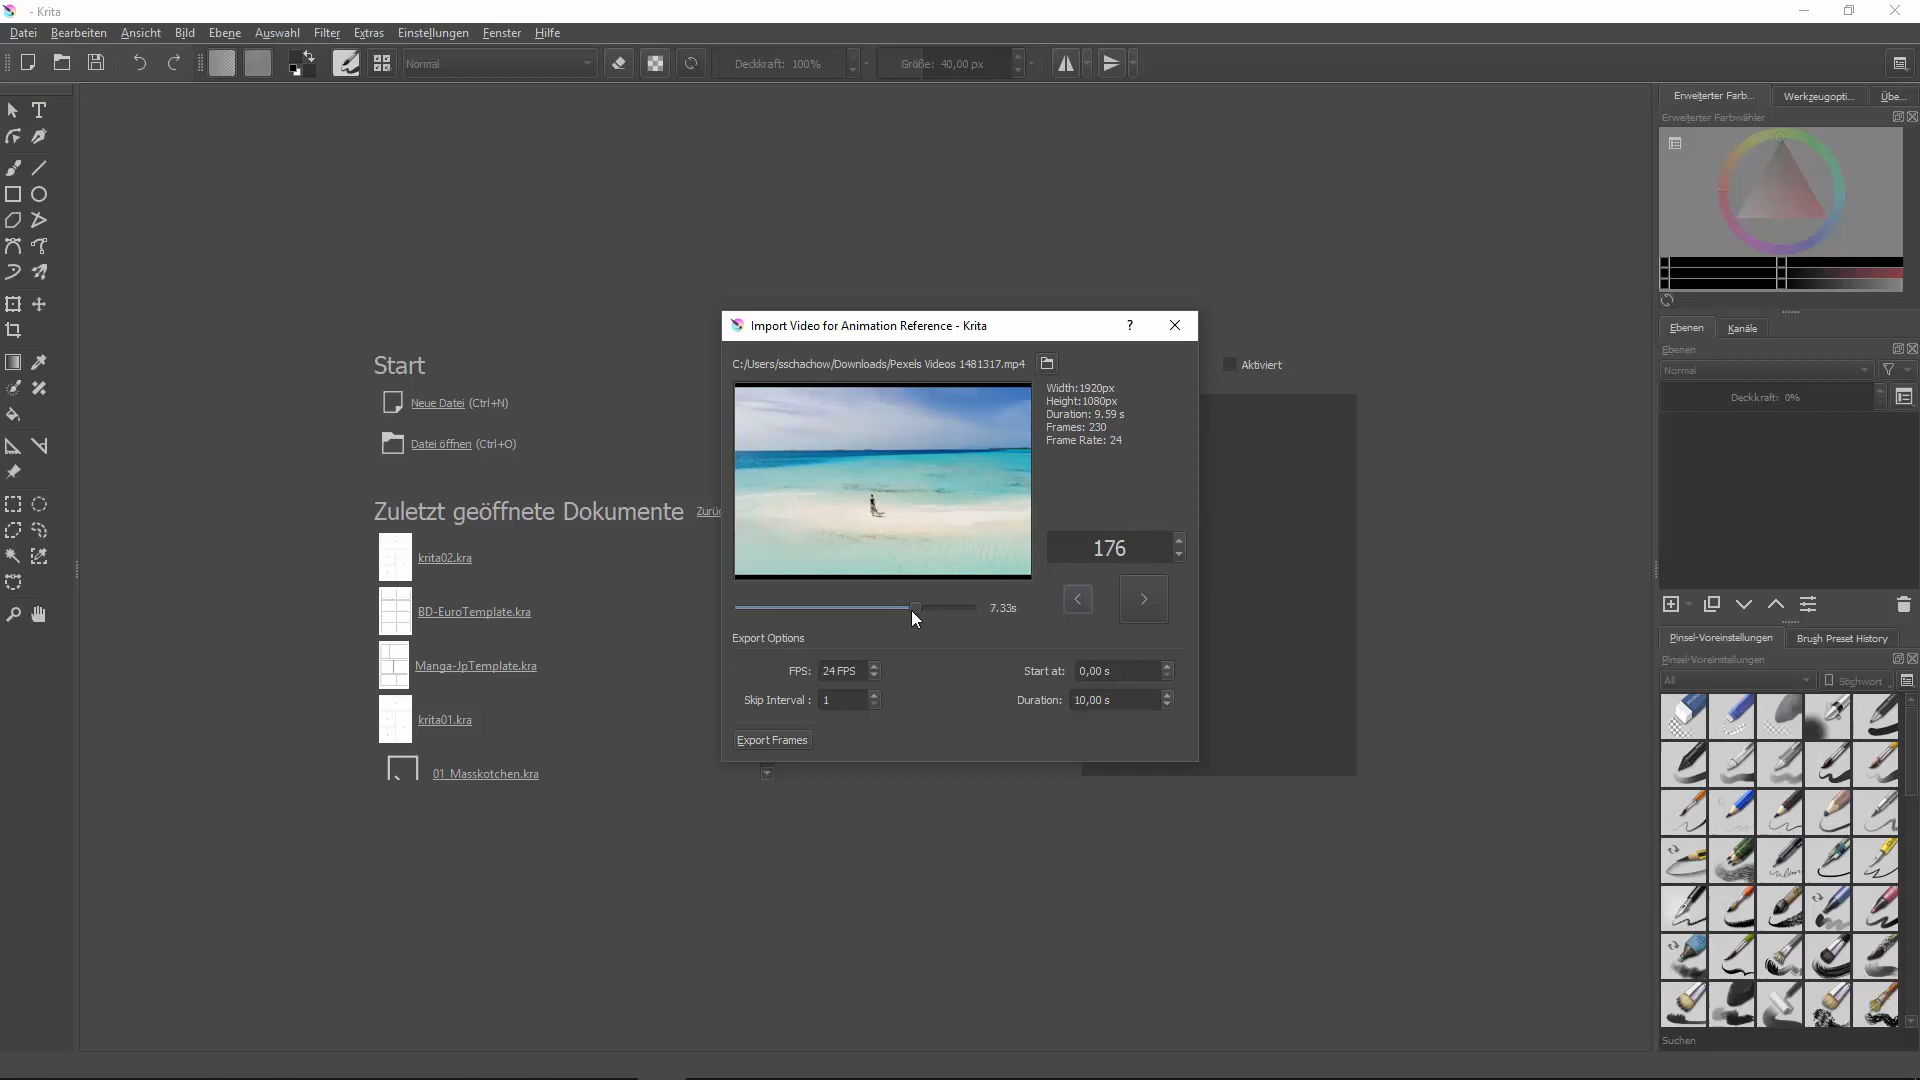 - Krita
Datei Bearbeiten Ansicht Bild Ebene Auswahl Filter Extras Einstellungen Fenster Hilfe
Normal
Deckkraft: 100%
Größe: 40,00 px
Erweiterter Farb...
Werkzeugopti...
Übe...
Erweiterter Farbwähler
Ebenen
Kanäle
Ebenen
Normal
Deckkraft: 0%
Pinsel-Voreinstellungen
Brush Preset History
Pinsel-Voreinstellungen
All
Stichwort
Suchen
Start
Neue Datei (Ctrl+N)
Datei öffnen (Ctrl+O)
Zuletzt geöffnete Dokumente
Zurüc
krita02.kra
BD-EuroTemplate.kra
Manga-JpTemplate.kra
krita01.kra
01_Masskotchen.kra
Aktiviert
Import Video for Animation Reference - Krita
?
C:/Users/sschachow/Downloads/Pexels Videos 1481317.mp4
Width:1920px
Height:1080px
Duration: 9.59 s
Frames: 230
Frame Rate: 24
176
7.33s
Export Options
FPS: 24 FPS
Start at: 0,00 s
Skip Interval : 1
Duration: 10,00 s
Export Frames